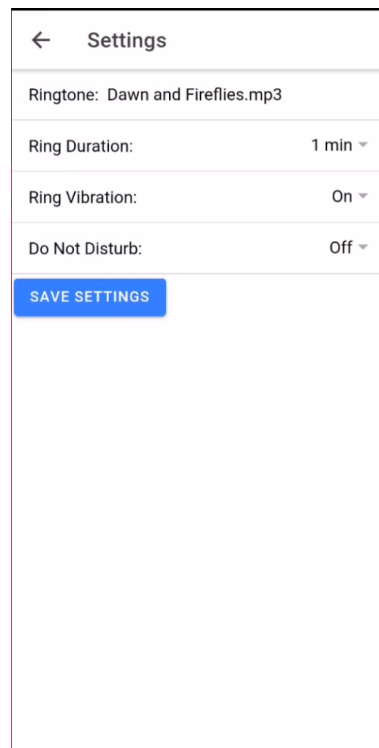 Settings
Ringtone: Dawn and Fireflies.mp3
Ring Duration: 1 min
Ring Vibration: On
Do Not Disturb: Off
SAVE SETTINGS